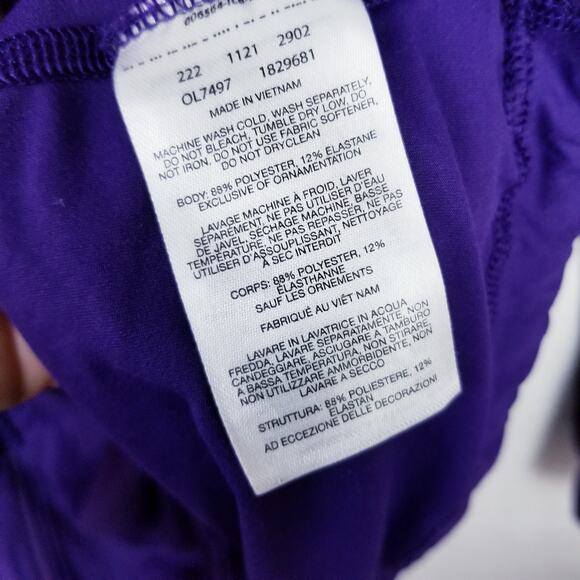 222 1121 2902
OL7497 1829681
MADE IN VIETNAM
MACHINE WASH COLD, WASH SEPARATELY,
DO NOT BLEACH, TUMBLE DRY LOW, DO
NOT IRON, DO NOT USE FABRIC SOFTENER,
DO NOT DRYCLEAN
BODY: 88% POLYESTER, 12% ELASTANE
EXCLUSIVE OF ORNAMENTATION
LAVAGE MACHINE À FROID, LAVER
SÉPAREMENT, NE PAS UTILISER D'EAU
DE JAVEL, SÉCHAGE MACHINE, BASSE
TEMPÉRATURE, NE PAS REPASSER, NE PAS
UTILISER D'ASSOUPLISSANT, NETTOYAGE
À SEC INTERDIT
CORPS: 88% POLYESTER, 12%
ÉLASTHANNE
SAUF LES ORNEMENTS
FABRIQUÉ AU VIÊT NAM
LAVARE IN LAVATRICE IN ACQUA
FREDDA, LAVARE SEPARATAMENTE, NON
CANDEGGIARE, ASCIUGARE A TAMBURO
A BASSA TEMPERATURA, NON STIRARE,
NON UTILIZZARE AMMORBIDENTE, NON
LAVARE A SECCO
STRUTTURA: 88% POLIESTERE, 12%
ELASTAN
AD ECCEZIONE DELLE DECORAZIONI